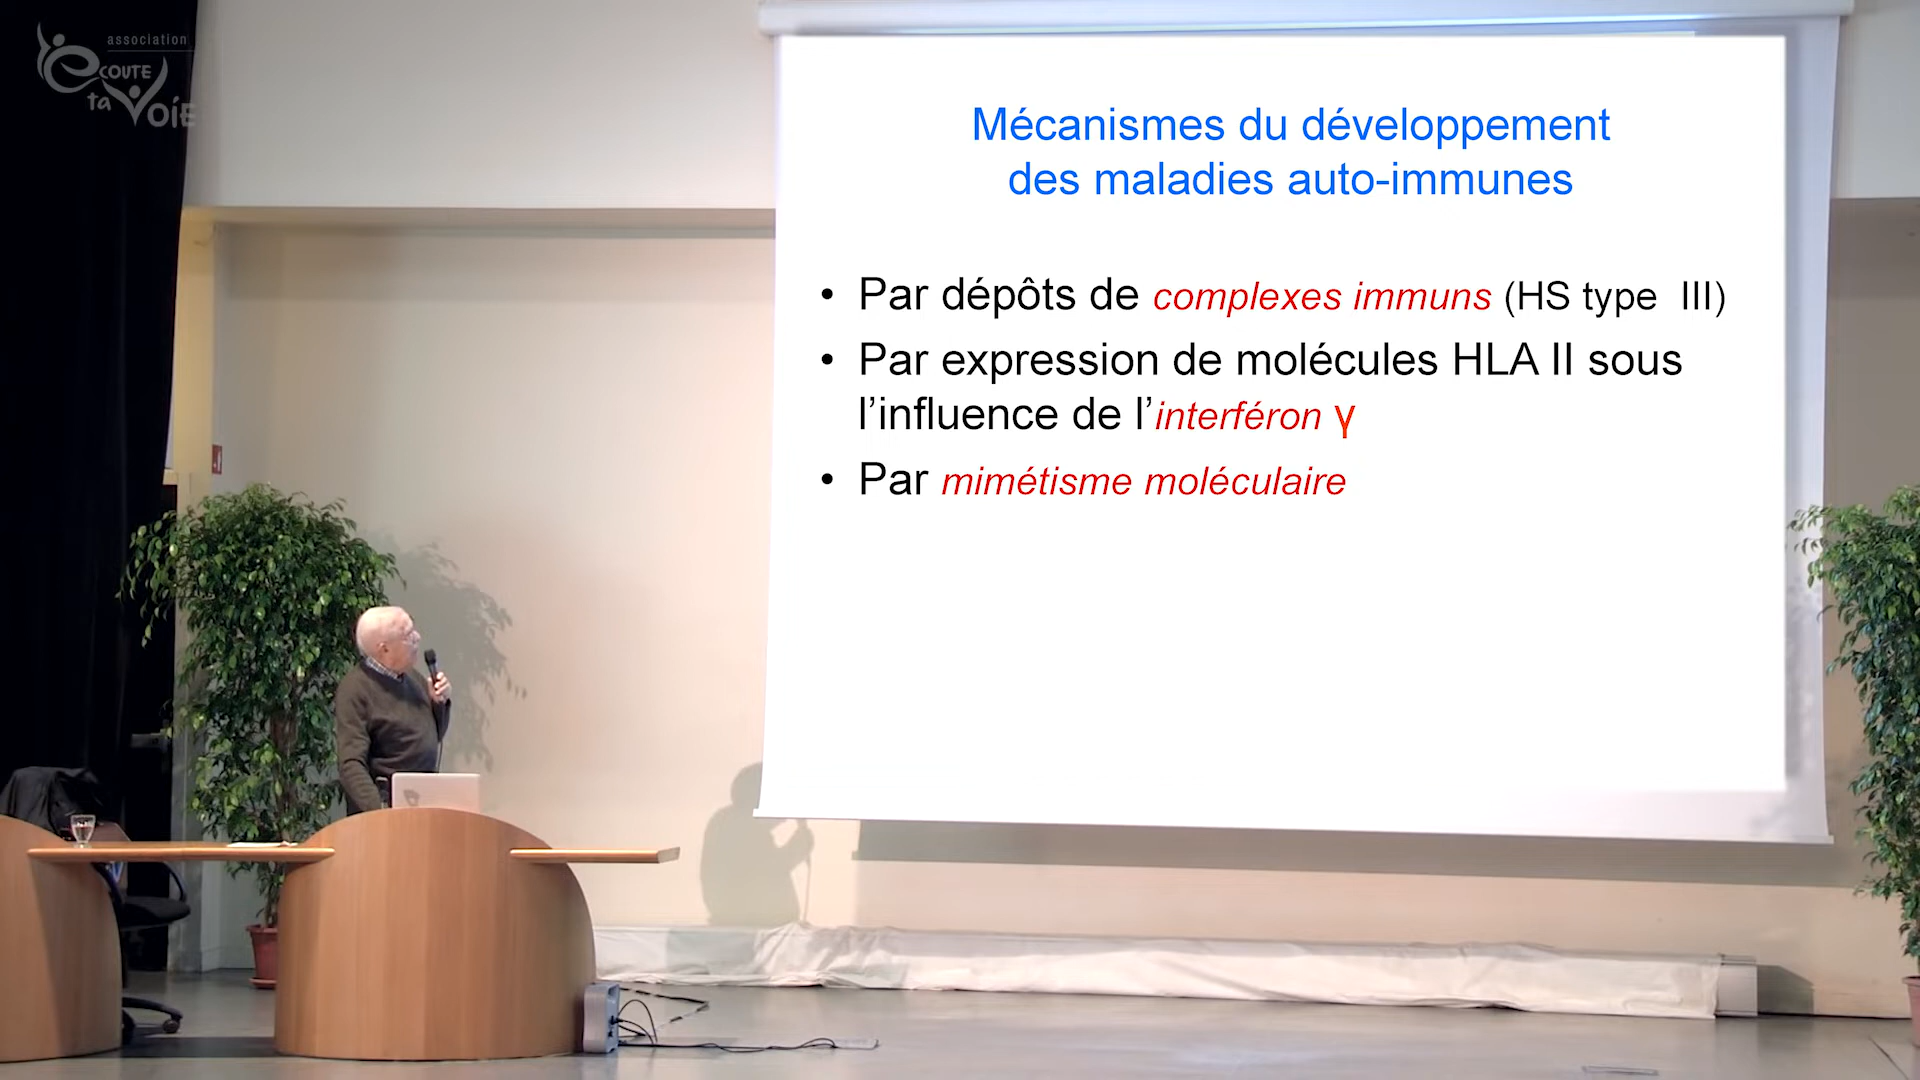 association
écoute
ta Voie
Mécanismes du développement
des maladies auto-immunes
• Par dépôts de complexes immuns (HS type III)
• Par expression de molécules HLA II sous
l’influence de l’interféron γ
• Par mimétisme moléculaire